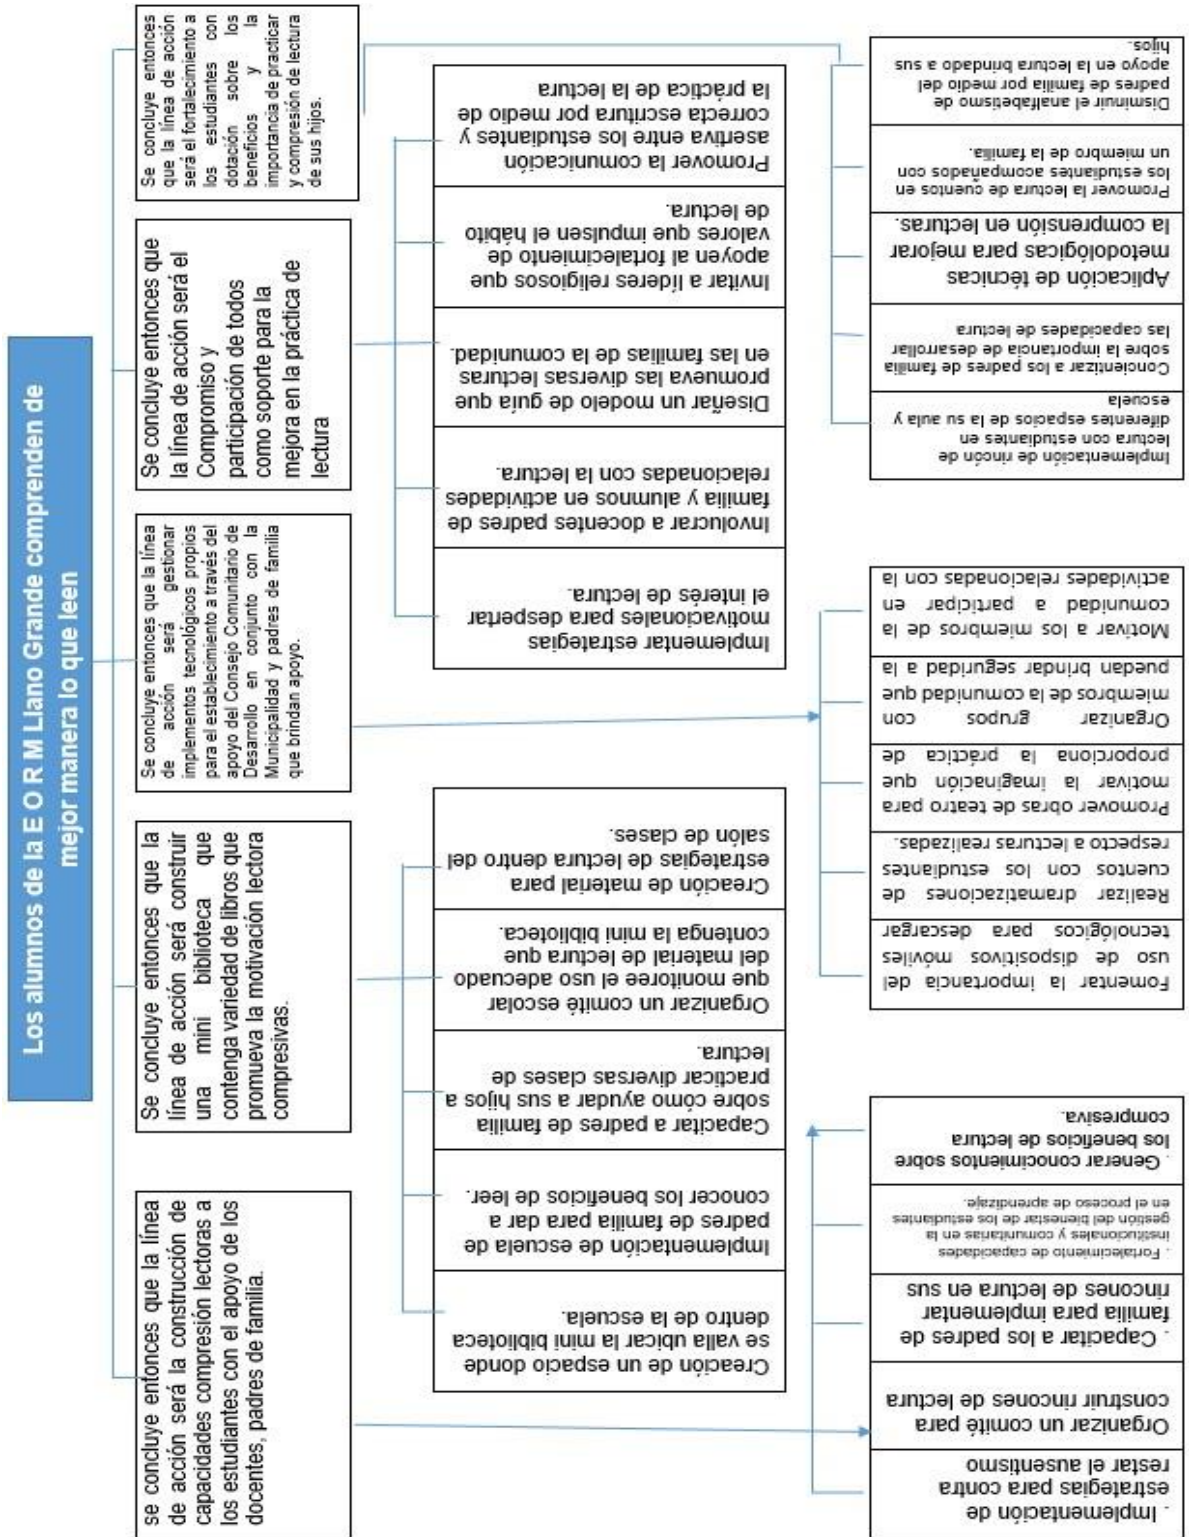 Los alumnos de la E O R M Llano Grande comprenden de
mejor manera lo que leen
se concluye entonces que la línea
de acción será la construcción de
capacidades compresión lectoras a
los estudiantes con el apoyo de los
docentes, padres de familia.
Se concluye entonces que la
línea de acción será construir
una mini biblioteca que
contenga variedad de libros que
promueva la motivación lectora
compresivas.
Se concluye entonces que la línea
de acción será gestionar
implementos tecnológicos propios
para el establecimiento a través del
apoyo del Consejo Comunitario de
Desarrollo en conjunto con la
Municipalidad y padres de familia
que brindan apoyo.
Se concluye entonces que
la línea de acción será el
Compromiso y
participación de todos
como soporte para la
mejora en la práctica de
lectura
Se concluye entonces
que la línea de acción
será el fortalecimiento a
los estudiantes con
dotación sobre los
beneficios y la
importancia de practicar
y compresión de lectura
de sus hijos.
Creación de un espacio donde
se valla ubicar la mini biblioteca
dentro de la escuela.
Implementación de escuela de
padres de familia para dar a
conocer los beneficios de leer.
Capacitar a padres de familia
sobre cómo ayudar a sus hijos a
practicar diversas clases de
lectura.
Organizar un comité escolar
que monitoree el uso adecuado
del material de lectura que
contenga la mini biblioteca.
Creación de material para
estrategias de lectura dentro del
salón de clases.
Implementar estrategias
motivacionales para despertar
el interés de lectura.
Involucrar a docentes padres de
familia y alumnos en actividades
relacionadas con la lectura.
Diseñar un modelo de guía que
promueva las diversas lecturas
en las familias de la comunidad.
Invitar a líderes religiosos que
apoyen al fortalecimiento de
valores que impulsen el hábito
de lectura.
Promover la comunicación
asertiva entre los estudiantes y
correcta escritura por medio de
la práctica de la lectura
. Implementación de
estrategias para contra
restar el ausentismo
Organizar un comité para
construir rincones de lectura
. Capacitar a los padres de
familia para implementar
rincones de lectura en sus
. Fortalecimiento de capacidades
institucionales y comunitarias en la
gestión del bienestar de los estudiantes
en el proceso de aprendizaje.
. Generar conocimientos sobre
los beneficios de lectura
compresiva.
Fomentar la importancia del
uso de dispositivos móviles
tecnológicos para descargar
Realizar dramatizaciones de
cuentos con los estudiantes
respecto a lecturas realizadas.
Promover obras de teatro para
motivar la imaginación que
proporciona la práctica de
Organizar grupos con
miembros de la comunidad que
puedan brindar seguridad a la
Motivar a los miembros de la
comunidad a participar en
actividades relacionadas con la
Implementación de rincón de
lectura con estudiantes en
diferentes espacios de la su aula y
escuela
Concientizar a los padres de familia
sobre la importancia de desarrollar
las capacidades de lectura
Aplicación de técnicas
metodológicas para mejorar
la comprensión en lecturas.
Promover la lectura de cuentos en
los estudiantes acompañados con
un miembro de la familia.
Disminuir el analfabetismo de
padres de familia por medio del
apoyo en la lectura brindado a sus
hijos.